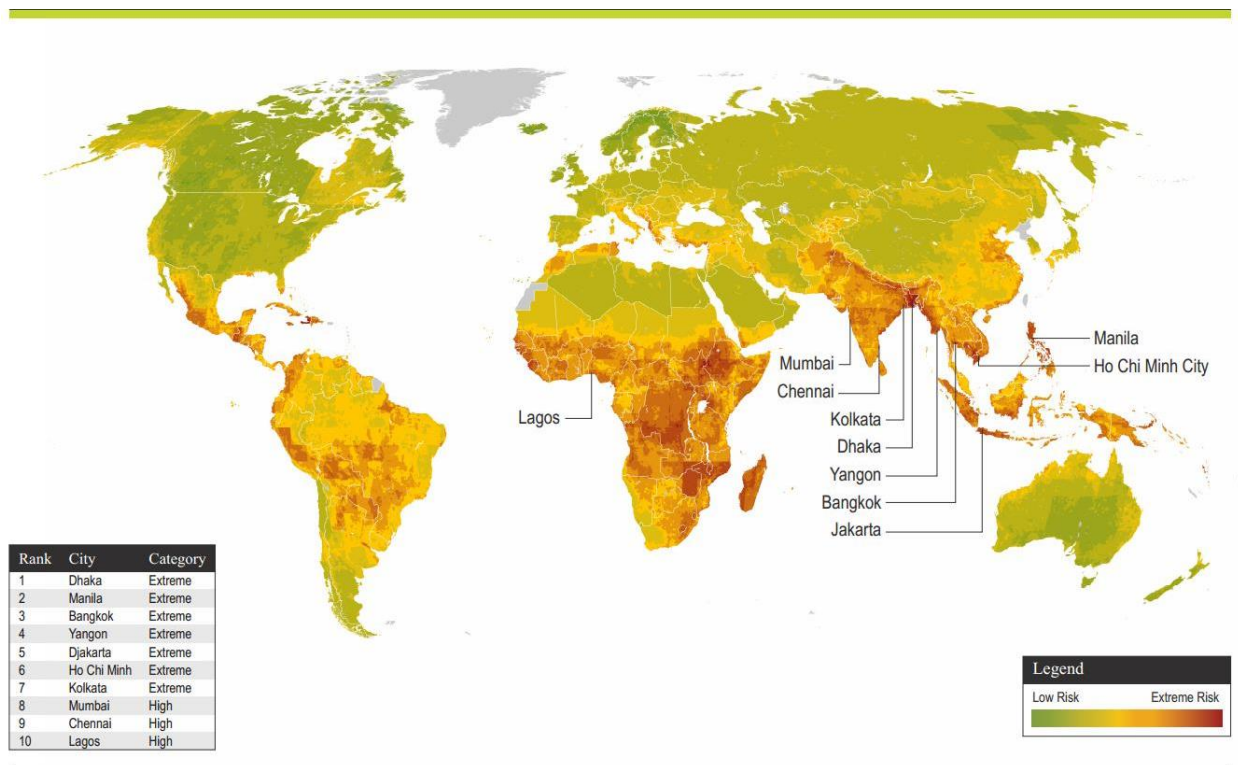 Manila
Ho Chi Minh City
Mumbai
Chennai
Lagos
Kolkata
Dhaka
Yangon
Bangkok
Jakarta
Rank City Category
1 Dhaka Extreme
2 Manila Extreme
3 Bangkok Extreme
4 Yangon Extreme
5 Djakarta Extreme
6 Ho Chi Minh Extreme
7 Kolkata Extreme
8 Mumbai High
9 Chennai High
10 Lagos High
Legend
Low Risk Extreme Risk